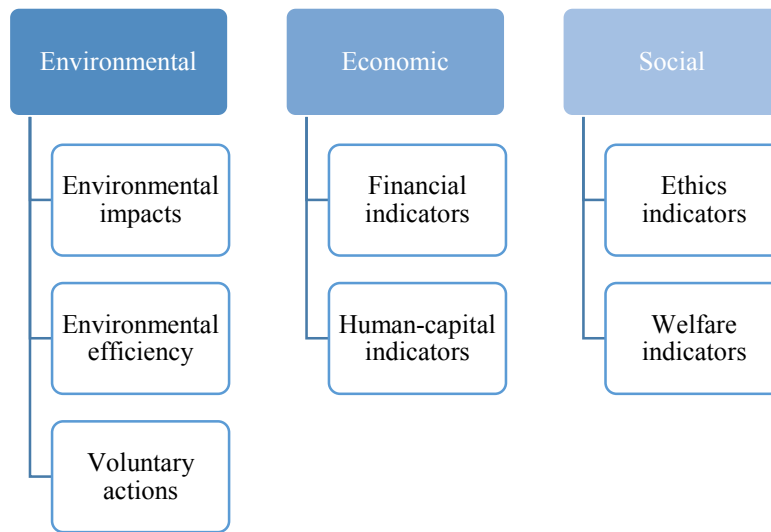 Environmental
Environmental
impacts
Environmental
efficiency
Voluntary
actions
Economic
Financial
indicators
Human-capital
indicators
Social
Ethics
indicators
Welfare
indicators